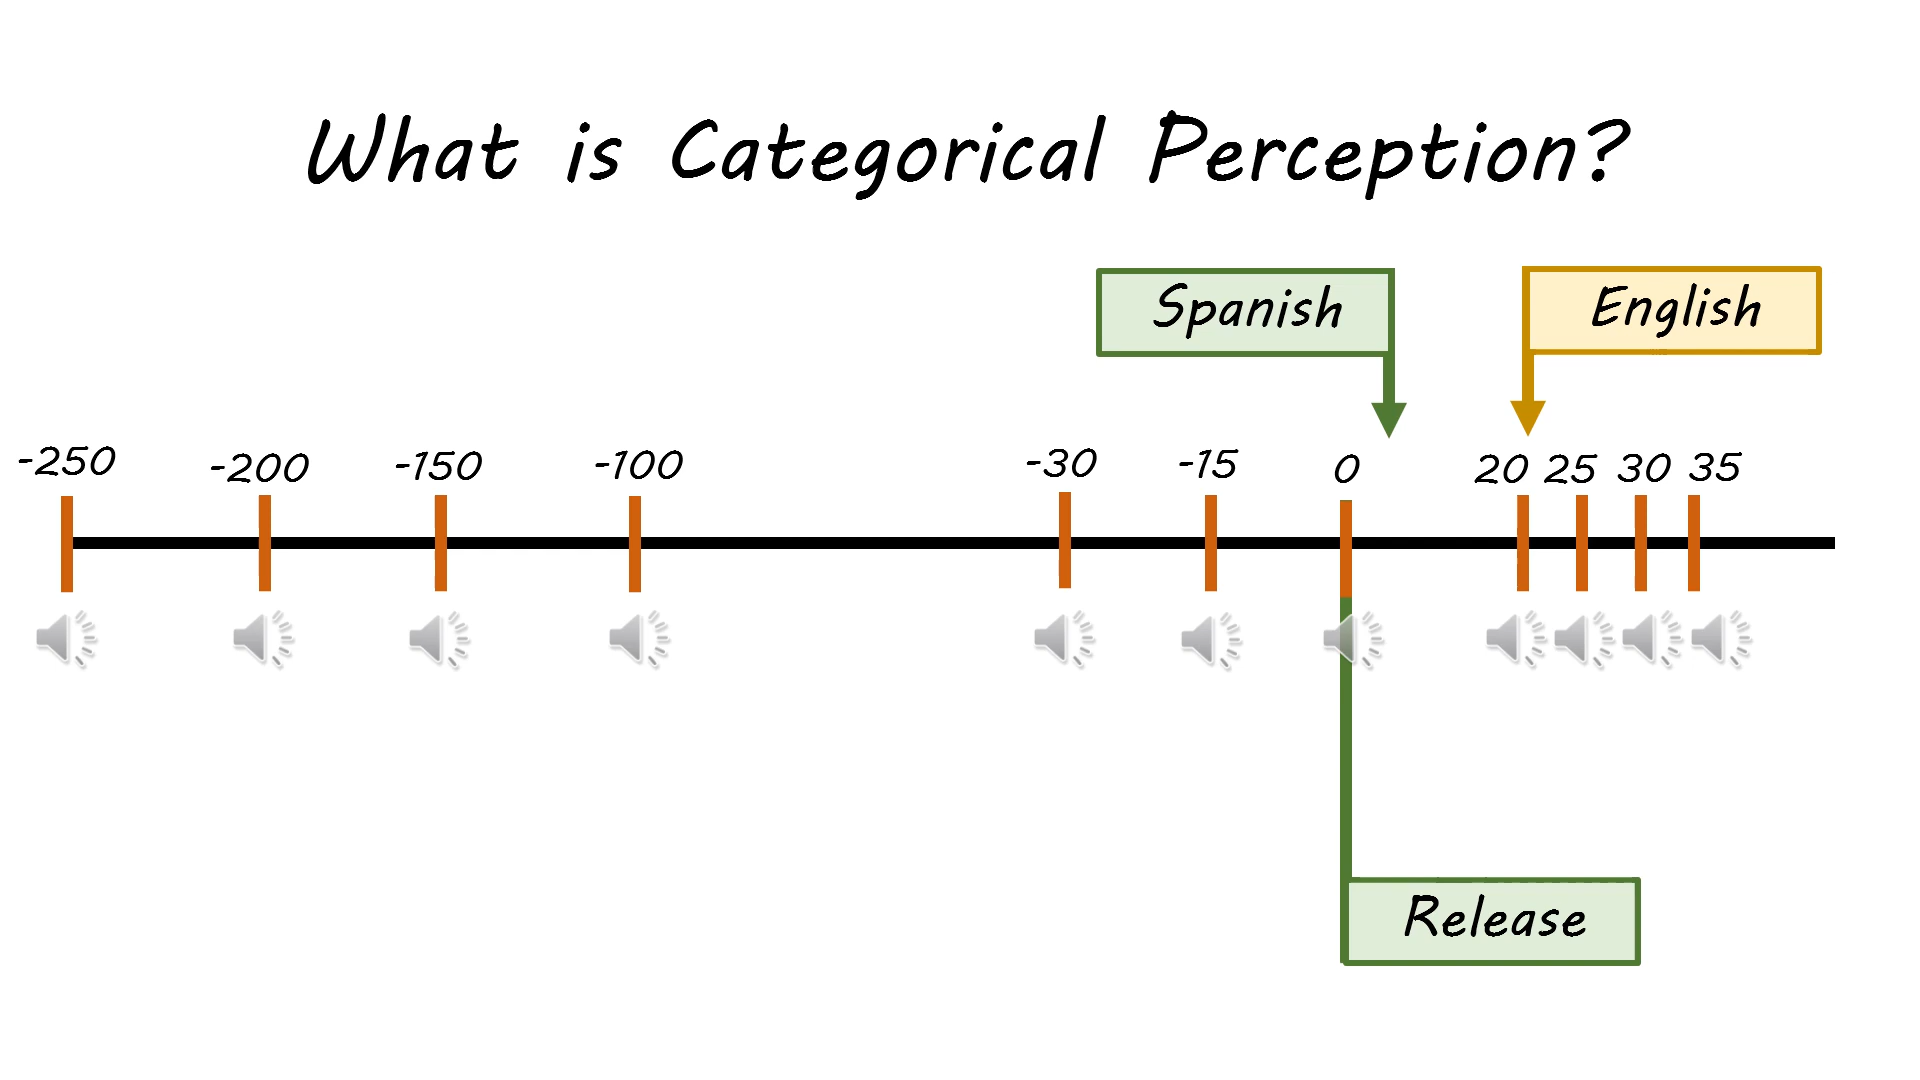 What is Categorical Perception?
Spanish
English
-250 -200 -150 -100 -30 -15 0 20 25 30 35
Release